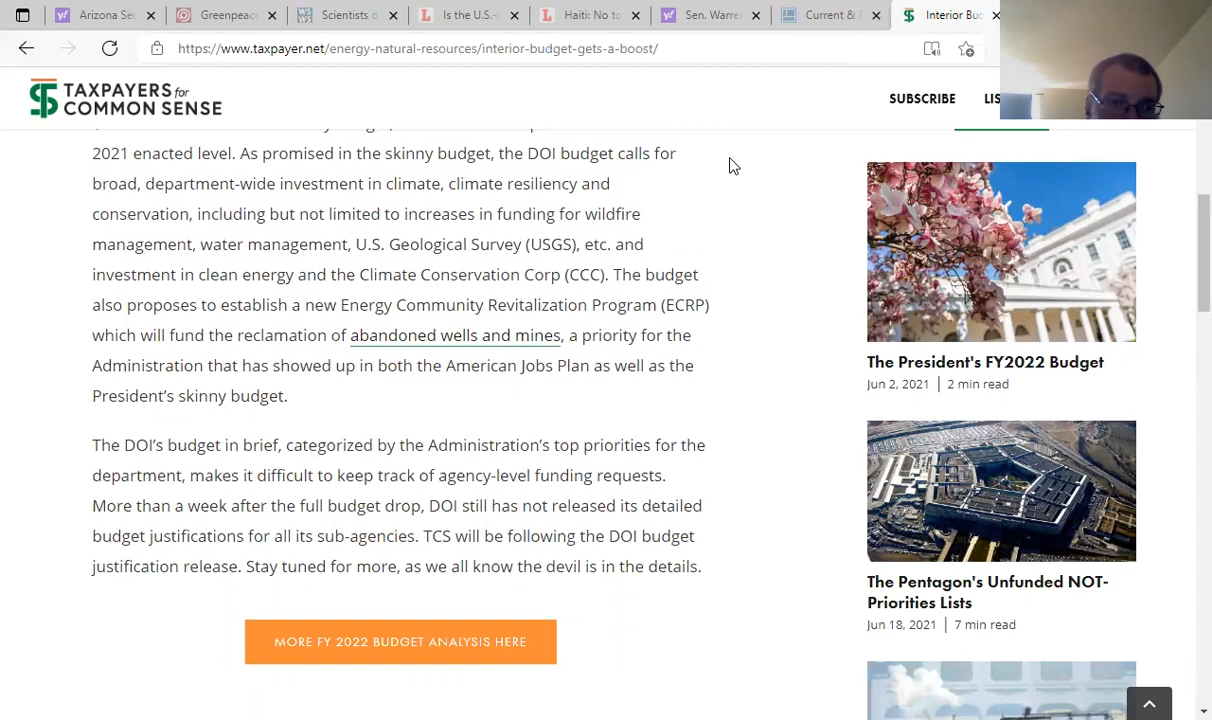 Arizona Sec
Greenpeace
Scientists o
Is the U.S.-
Haiti: No to
Sen. Warre
Current &
Interior Bud
https://www.taxpayer.net/energy-natural-resources/interior-budget-gets-a-boost/
TAXPAYERS for
COMMON SENSE
SUBSCRIBE
LIS
2021 enacted level. As promised in the skinny budget, the DOI budget calls for
broad, department-wide investment in climate, climate resiliency and
conservation, including but not limited to increases in funding for wildfire
management, water management, U.S. Geological Survey (USGS), etc. and
investment in clean energy and the Climate Conservation Corp (CCC). The budget
also proposes to establish a new Energy Community Revitalization Program (ECRP)
which will fund the reclamation of abandoned wells and mines, a priority for the
Administration that has showed up in both the American Jobs Plan as well as the
President's skinny budget.
The DOI's budget in brief, categorized by the Administration's top priorities for the
department, makes it difficult to keep track of agency-level funding requests.
More than a week after the full budget drop, DOI still has not released its detailed
budget justifications for all its sub-agencies. TCS will be following the DOI budget
justification release. Stay tuned for more, as we all know the devil is in the details.
MORE FY 2022 BUDGET ANALYSIS HERE
The President's FY2022 Budget
Jun 2, 2021 | 2 min read
The Pentagon's Unfunded NOT-
Priorities Lists
Jun 18, 2021 | 7 min read